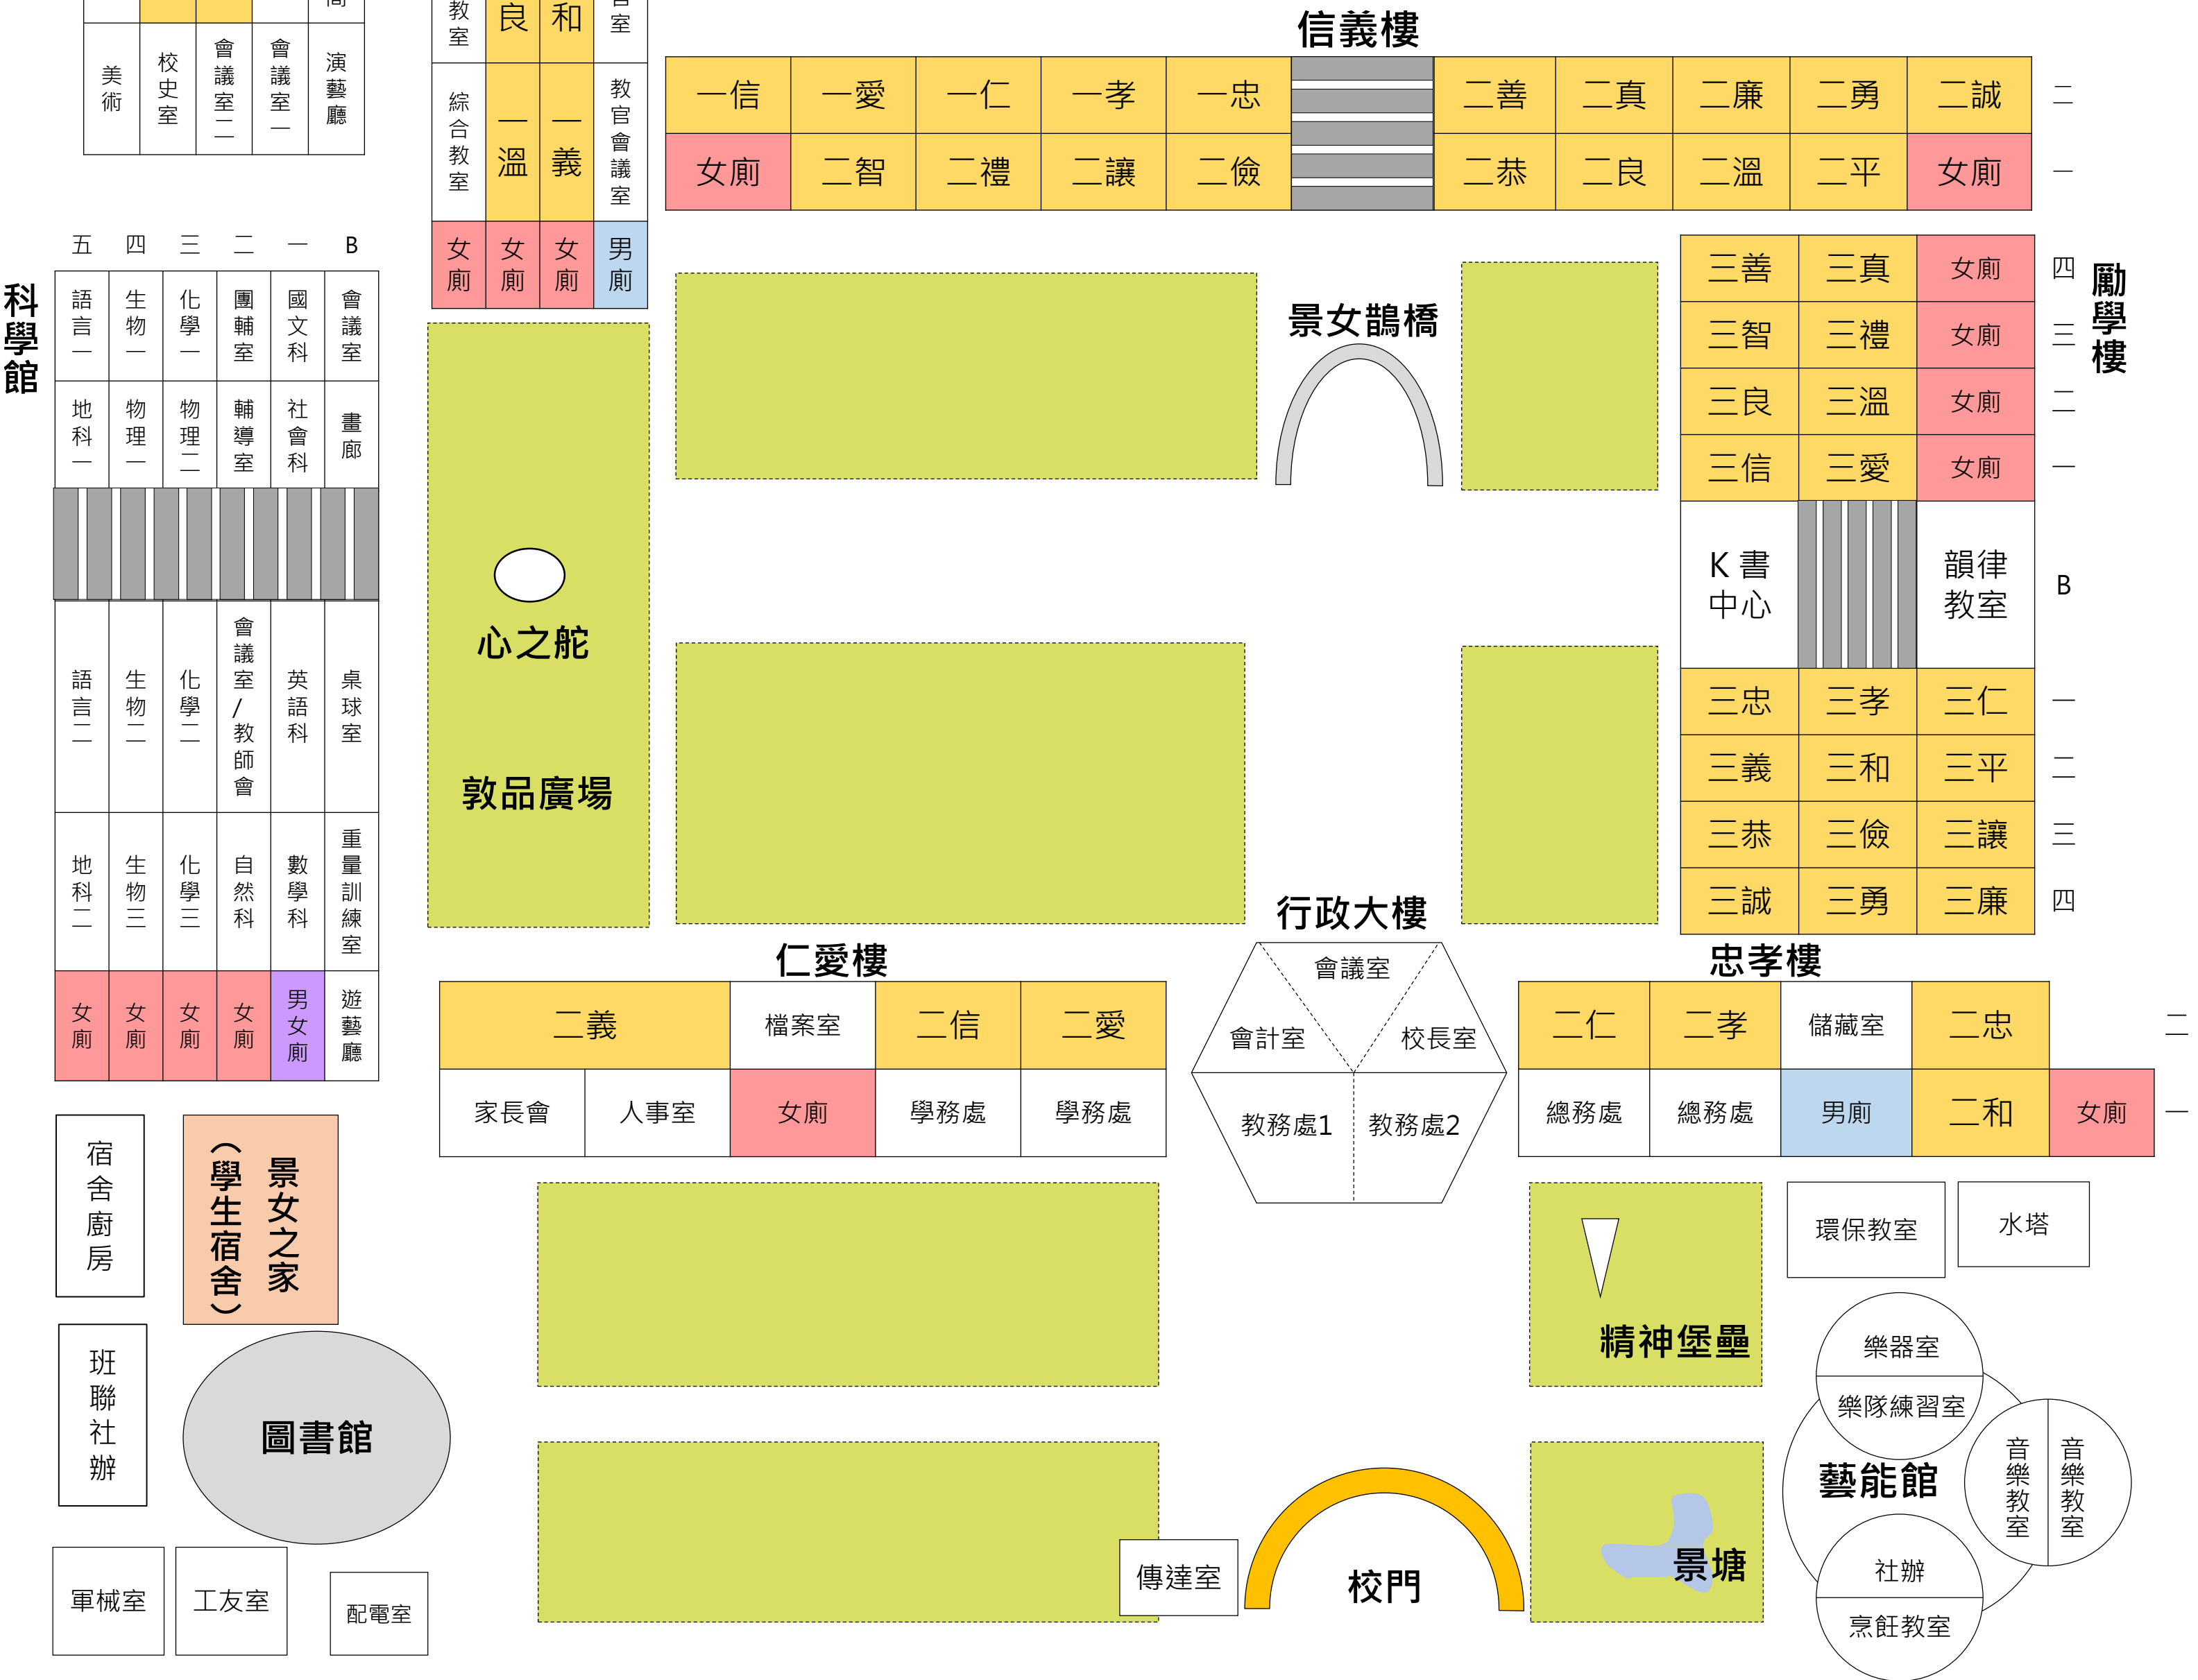 美術
校史室
會議室二
會議室一
演藝廳
教室
良
和
室
綜合教室
一溫
一義
教官會議室
女廁
女廁
女廁
男廁
信義樓
一信 一愛 一仁 一孝 一忠 二善 二真 二廉 二勇 二誠 二
女廁 二智 二禮 二讓 二儉 二恭 二良 二溫 二平 女廁 一
科學館
五 四 三 二 一 B
語言一
生物一
化學一
團輔室
國文科
會議室
地科一
物理一
物理二
輔導室
社會科
畫廊
語言二
生物二
化學二
會議室/教師會
英語科
桌球室
地科二
生物三
化學三
自然科
數學科
重量訓練室
女廁
女廁
女廁
女廁
男女廁
遊藝廳
景女鵲橋
心之舵
敦品廣場
勵學樓
三善 三真 女廁 四
三智 三禮 女廁 三
三良 三溫 女廁 二
三信 三愛 女廁 一
K 書
中心
韻律
教室
B
三忠 三孝 三仁 一
三義 三和 三平 二
三恭 三儉 三讓 三
三誠 三勇 三廉 四
仁愛樓
二義 檔案室 二信 二愛
家長會 人事室 女廁 學務處 學務處
行政大樓
會議室
會計室 校長室
教務處1 教務處2
忠孝樓
二仁 二孝 儲藏室 二忠 二
總務處 總務處 男廁 二和 女廁 一
宿舍廚房
景女之家
（學生宿舍）
班聯社辦
圖書館
軍械室
工友室
配電室
傳達室
校門
精神堡壘
景塘
環保教室
水塔
樂器室
樂隊練習室
藝能館
音樂教室
音樂教室
社辦
烹飪教室